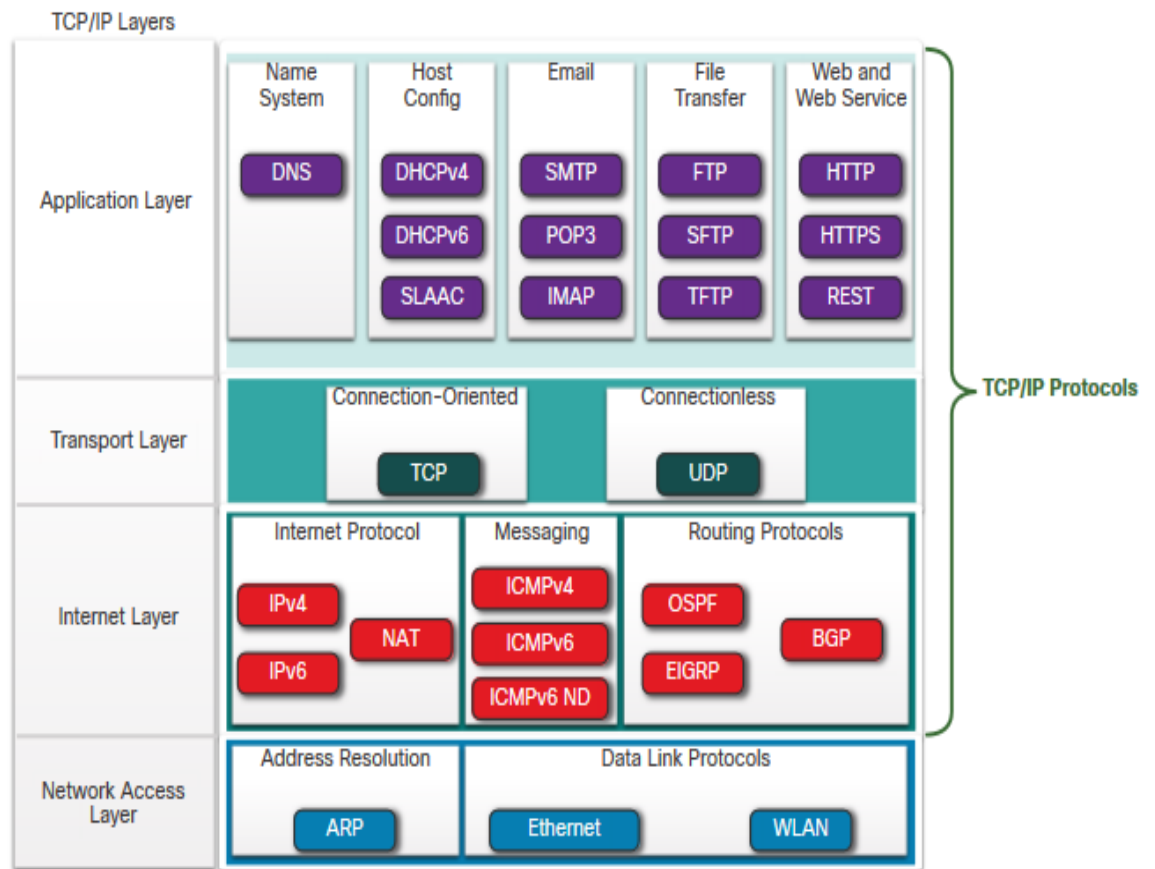 TCP/IP Layers
Application Layer
Name
System
DNS
Host
Config
DHCPv4
DHCPv6
SLAAC
Email
SMTP
POP3
IMAP
File
Transfer
FTP
SFTP
TFTP
Web and
Web Service
HTTP
HTTPS
REST
TCP/IP Protocols
Transport Layer
Connection-Oriented
TCP
Connectionless
UDP
Internet Layer
Internet Protocol
IPv4
IPv6
NAT
Messaging
ICMPv4
ICMPv6
ICMPv6 ND
Routing Protocols
OSPF
EIGRP
BGP
Network Access
Layer
Address Resolution
ARP
Data Link Protocols
Ethernet
WLAN